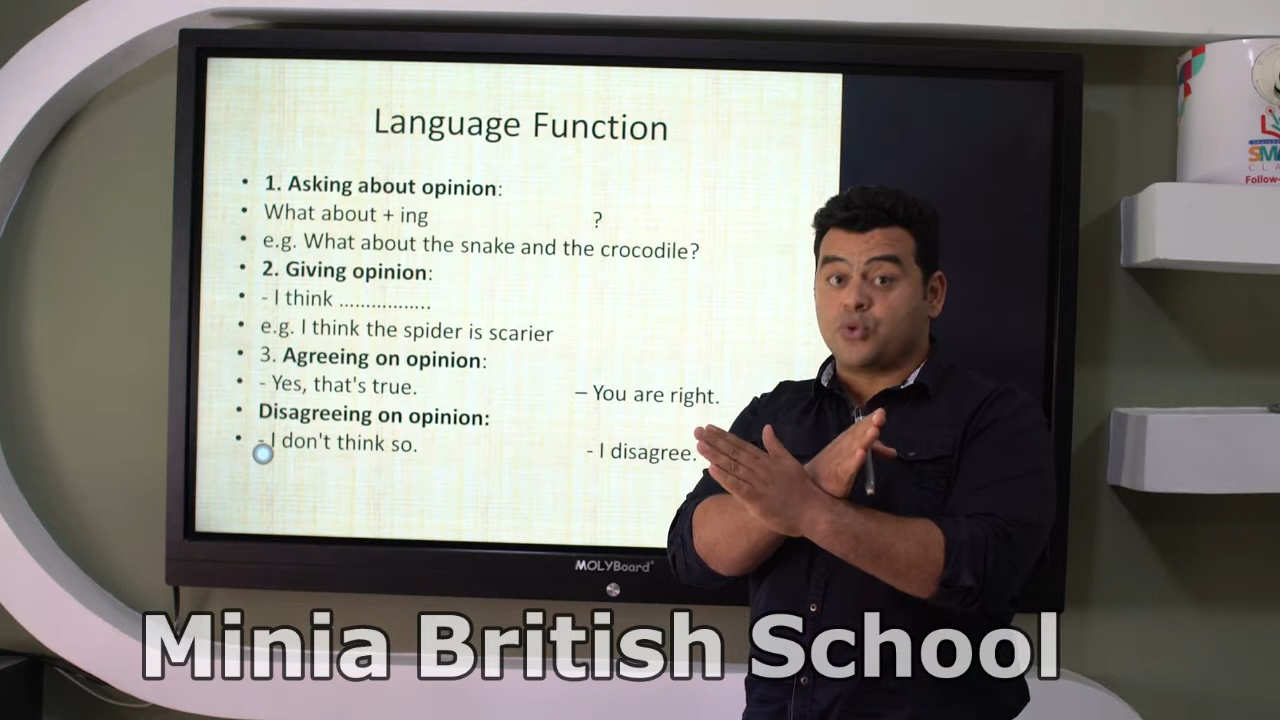 Language Function
• 1. Asking about opinion:
• What about + ing ?
• e.g. What about the snake and the crocodile?
• 2. Giving opinion:
• - I think .................
• e.g. I think the spider is scarier
• 3. Agreeing on opinion:
• - Yes, that's true. – You are right.
• Disagreeing on opinion:
• - I don't think so. - I disagree.
MOLYBoard
Follow-
Minia British School